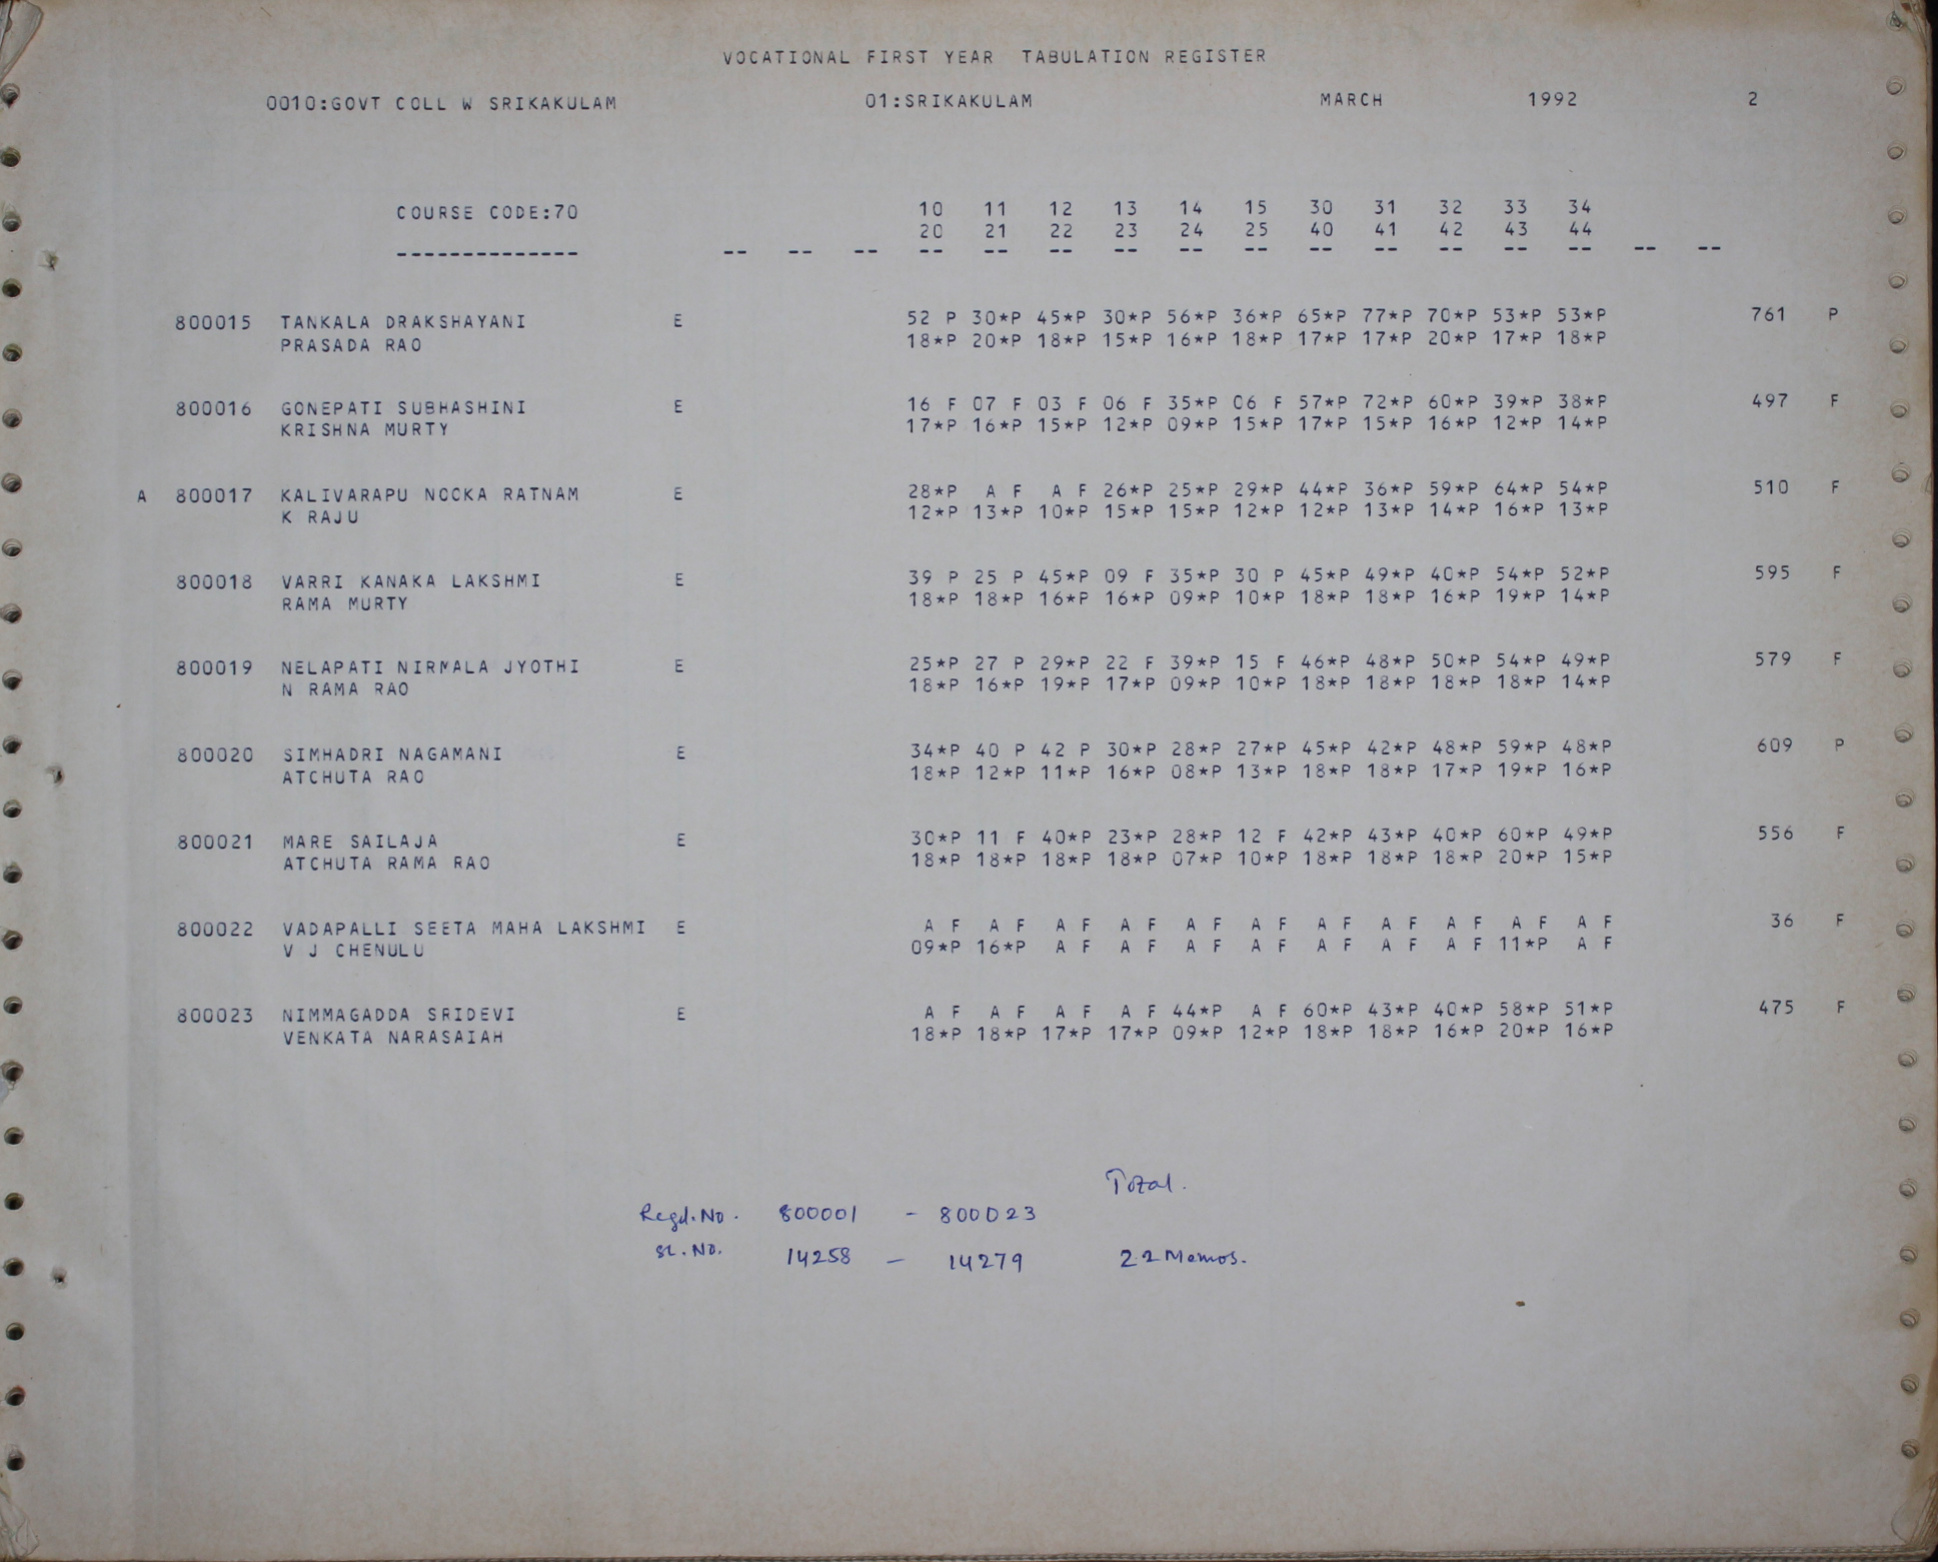 VOCATIONAL FIRST YEAR TABULATION REGISTER
0010:GOVT COLL W SRIKAKULAM 01:SRIKAKULAM MARCH 1992 2
COURSE CODE:70 10 11 12 13 14 15 30 31 32 33 34
20 21 22 23 24 25 40 41 42 43 44
-------------- -- -- -- -- -- -- -- -- -- -- -- -- -- -- -- --
800015 TANKALA DRAKSHAYANI E 52 P 30*P 45*P 30*P 56*P 36*P 65*P 77*P 70*P 53*P 53*P 761 P
PRASADA RAO 18*P 20*P 18*P 15*P 16*P 18*P 17*P 17*P 20*P 17*P 18*P
800016 GONEPATI SUBHASHINI E 16 F 07 F 03 F 06 F 35*P 06 F 57*P 72*P 60*P 39*P 38*P 497 F
KRISHNA MURTY 17*P 16*P 15*P 12*P 09*P 15*P 17*P 15*P 16*P 12*P 14*P
A 800017 KALIVARAPU NOOKA RATNAM E 28*P A F A F 26*P 25*P 29*P 44*P 36*P 59*P 64*P 54*P 510 F
K RAJU 12*P 13*P 10*P 15*P 15*P 12*P 12*P 13*P 14*P 16*P 13*P
800018 VARRI KANAKA LAKSHMI E 39 P 25 P 45*P 09 F 35*P 30 P 45*P 49*P 40*P 54*P 52*P 595 F
RAMA MURTY 18*P 18*P 16*P 16*P 09*P 10*P 18*P 18*P 16*P 19*P 14*P
800019 NELAPATI NIRMALA JYOTHI E 25*P 27 P 29*P 22 F 39*P 15 F 46*P 48*P 50*P 54*P 49*P 579 F
N RAMA RAO 18*P 16*P 19*P 17*P 09*P 10*P 18*P 18*P 18*P 18*P 14*P
800020 SIMHADRI NAGAMANI E 34*P 40 P 42 P 30*P 28*P 27*P 45*P 42*P 48*P 59*P 48*P 609 P
ATCHUTA RAO 18*P 12*P 11*P 16*P 08*P 13*P 18*P 18*P 17*P 19*P 16*P
800021 MARE SAILAJA E 30*P 11 F 40*P 23*P 28*P 12 F 42*P 43*P 40*P 60*P 49*P 556 F
ATCHUTA RAMA RAO 18*P 18*P 18*P 18*P 07*P 10*P 18*P 18*P 18*P 20*P 15*P
800022 VADAPALLI SEETA MAHA LAKSHMI E A F A F A F A F A F A F A F A F A F A F A F 36 F
V J CHENULU 09*P 16*P A F A F A F A F A F A F A F 11*P A F
800023 NIMMAGADDA SRIDEVI E A F A F A F A F 44*P A F 60*P 43*P 40*P 58*P 51*P 475 F
VENKATA NARASAIAH 18*P 18*P 17*P 17*P 09*P 12*P 18*P 18*P 16*P 20*P 16*P
Total.
Regd.No. 800001 - 800023
Sl.No. 14258 - 14279 22 Memos.